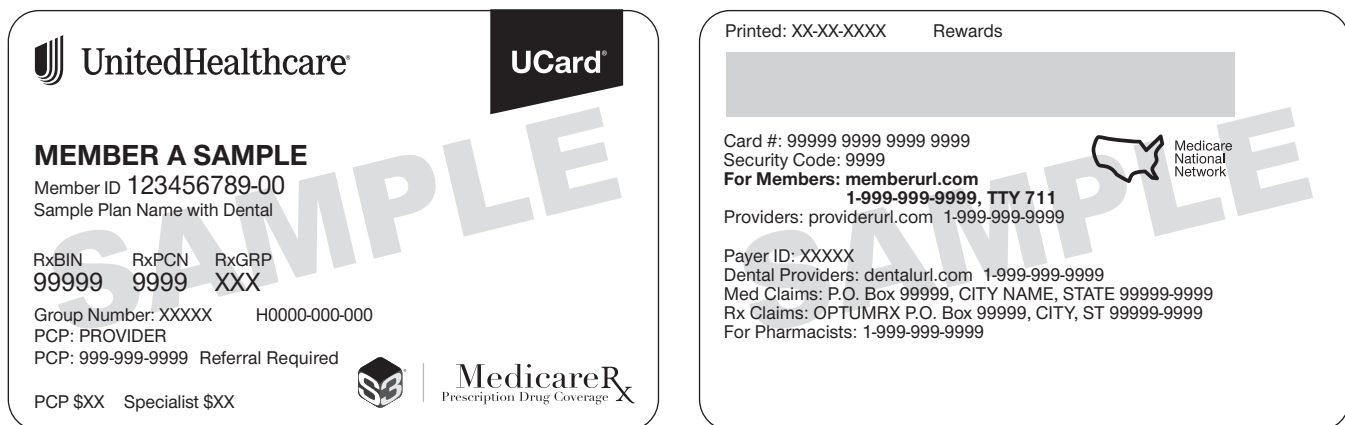 UnitedHealthcare®
UCard®
SAMPLE
MEMBER A SAMPLE
Member ID 123456789-00
Sample Plan Name with Dental
RxBIN RxPCN RxGRP
99999 9999 XXX
Group Number: XXXXX H0000-000-000
PCP: PROVIDER
PCP: 999-999-9999 Referral Required
PCP $XX Specialist $XX
S3®
MedicareRx
Prescription Drug Coverage
Printed: XX-XX-XXXX Rewards
SAMPLE
Card #: 99999 9999 9999 9999
Security Code: 9999
For Members: memberurl.com
1-999-999-9999, TTY 711
Providers: providerurl.com 1-999-999-9999
Medicare
National
Network
Payer ID: XXXXX
Dental Providers: dentalurl.com 1-999-999-9999
Med Claims: P.O. Box 99999, CITY NAME, STATE 99999-9999
Rx Claims: OPTUMRX P.O. Box 99999, CITY, ST 99999-9999
For Pharmacists: 1-999-999-9999